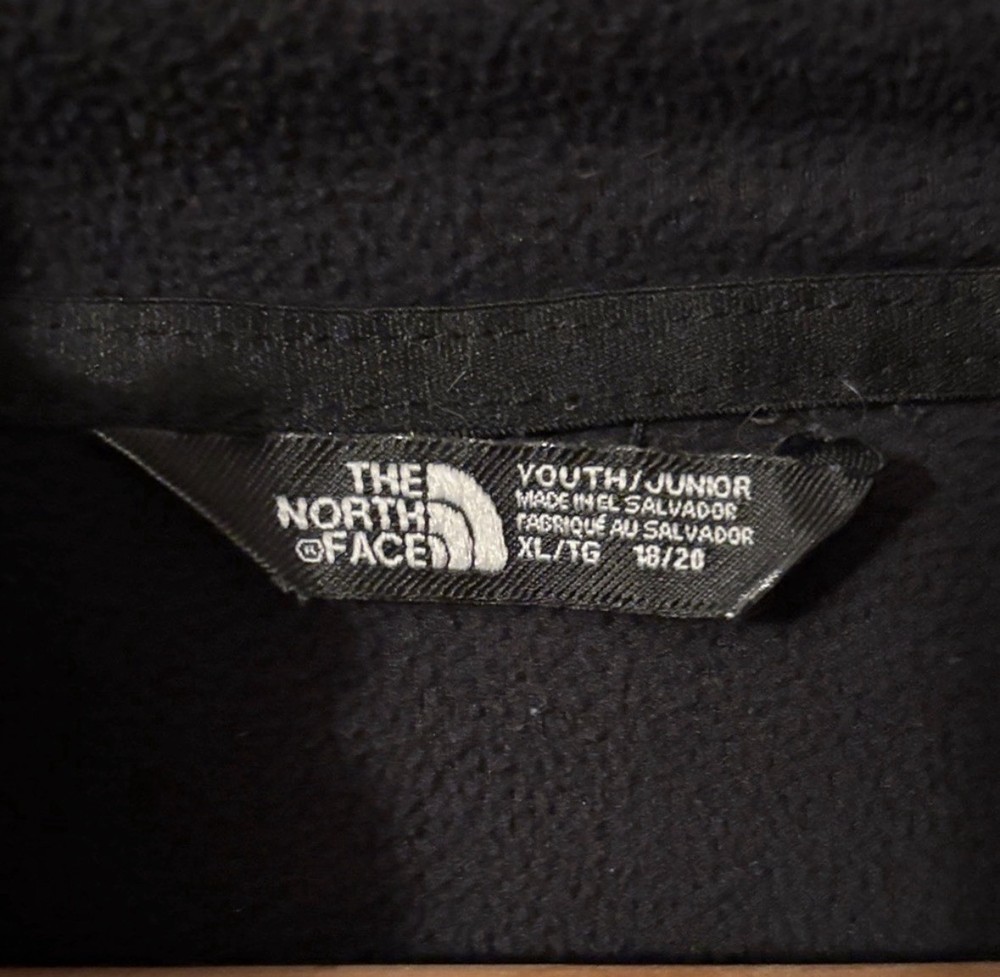 THE
NORTH
FACE
YOUTH/JUNIOR
MADE IN EL SALVADOR
FABRIQUÉ AU SALVADOR
XL/TG 18/20